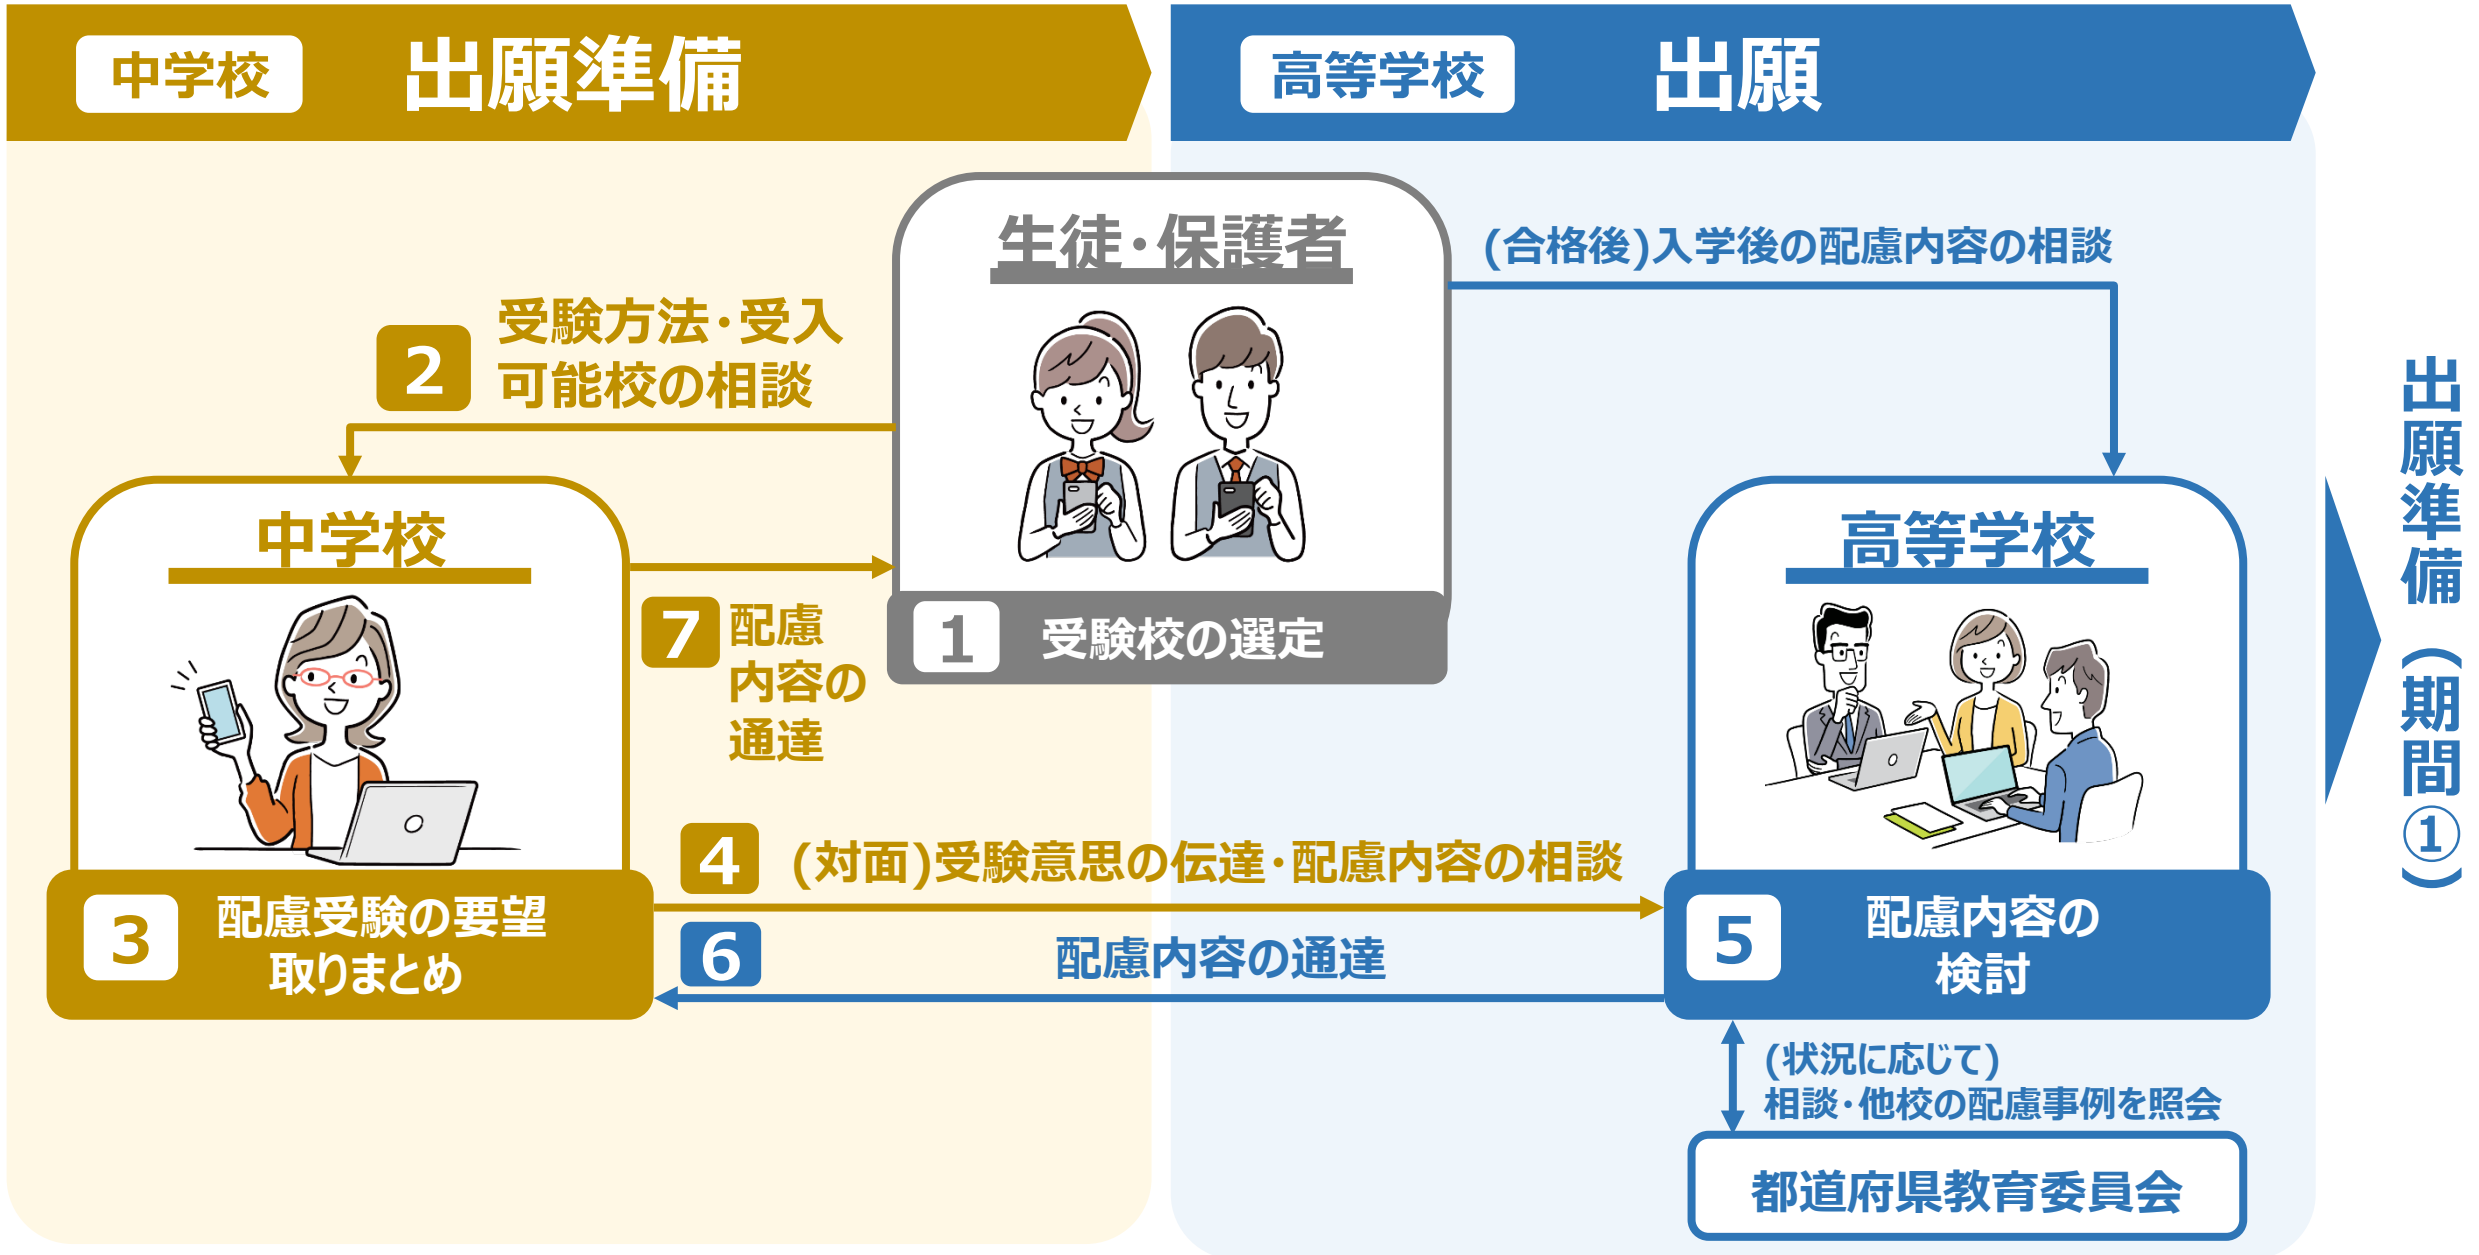 中学校
出願準備
高等学校
出願
生徒・保護者
(合格後)入学後の配慮内容の相談
2
受験方法・受入
可能校の相談
中学校
7
配慮
内容の
通達
1
受験校の選定
高等学校
4
(対面)受験意思の伝達・配慮内容の相談
3
配慮受験の要望
取りまとめ
6
配慮内容の通達
5
配慮内容の
検討
(状況に応じて)
相談・他校の配慮事例を照会
都道府県教育委員会
出願準備（期間①）